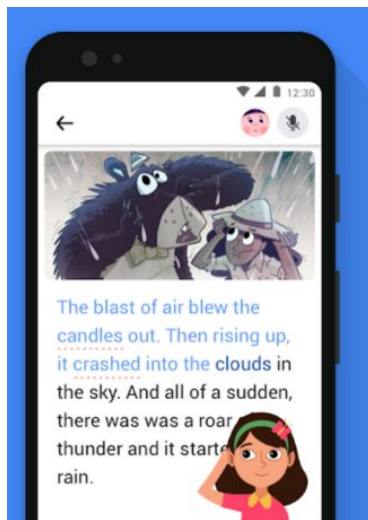 12:30
The blast of air blew the
candles out. Then rising up,
it crashed into the clouds in
the sky. And all of a sudden,
there was was a roar
thunder and it
rain.